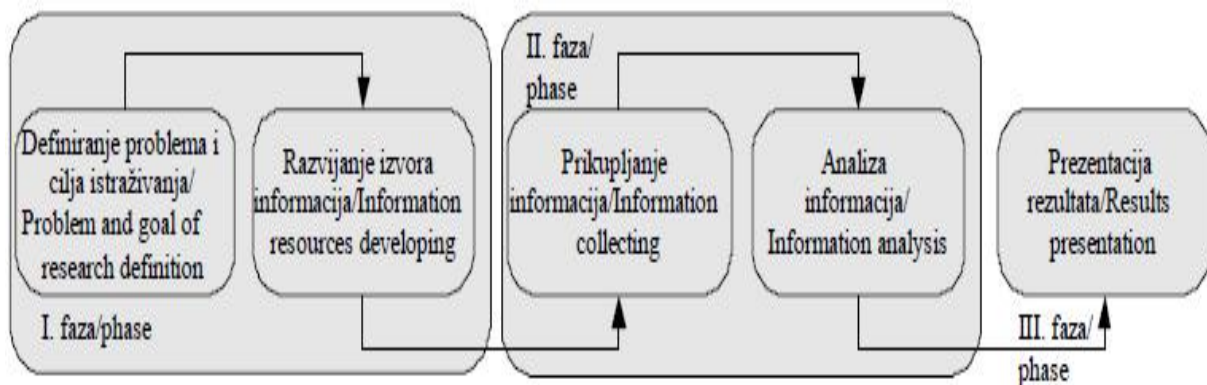 Definiranje problema i
cilja istraživanja/
Problem and goal of
research definition
Razvijanje izvora
informacija/Information
resources developing
I. faza/phase
II. faza/
phase
Prikupljanje
informacija/Information
collecting
Analiza
informacija/
Information analysis
Prezentacija
rezultata/Results
presentation
III. faza/
phase